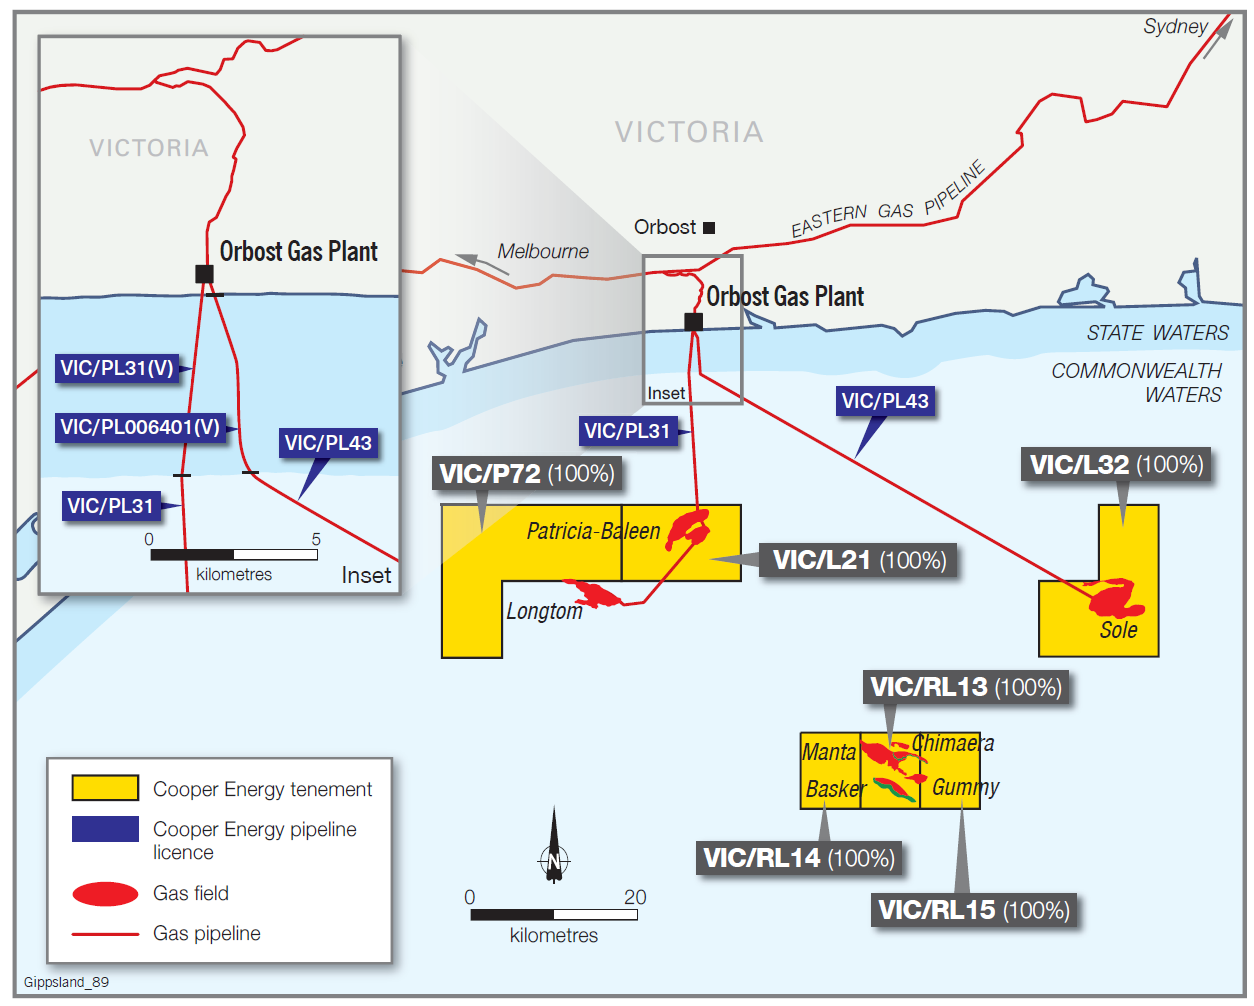 Sydney
VICTORIA
VICTORIA
EASTERN GAS PIPELINE
Orbost
Melbourne
Orbost Gas Plant
Orbost Gas Plant
STATE WATERS
COMMONWEALTH
WATERS
VIC/PL31(V)
VIC/PL006401(V)
VIC/PL43
VIC/PL31
0 5
kilometres
Inset
Inset
VIC/PL43
VIC/PL31
VIC/P72 (100%)
VIC/L32 (100%)
Patricia-Baleen
VIC/L21 (100%)
Longtom
Sole
VIC/RL13 (100%)
Manta
Chimaera
Basker
Gummy
VIC/RL14 (100%)
VIC/RL15 (100%)
Cooper Energy tenement
Cooper Energy pipeline
licence
Gas field
Gas pipeline
N
0 20
kilometres
Gippsland_89